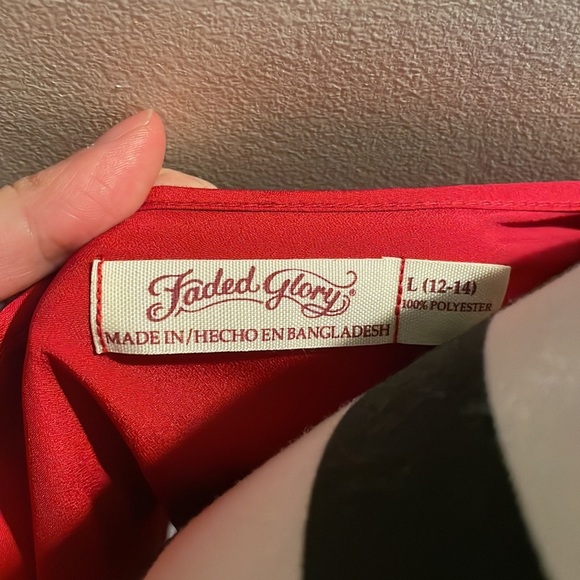 Faded Glory®
MADE IN/HECHO EN BANGLADESH
L (12-14)
100% POLYESTER